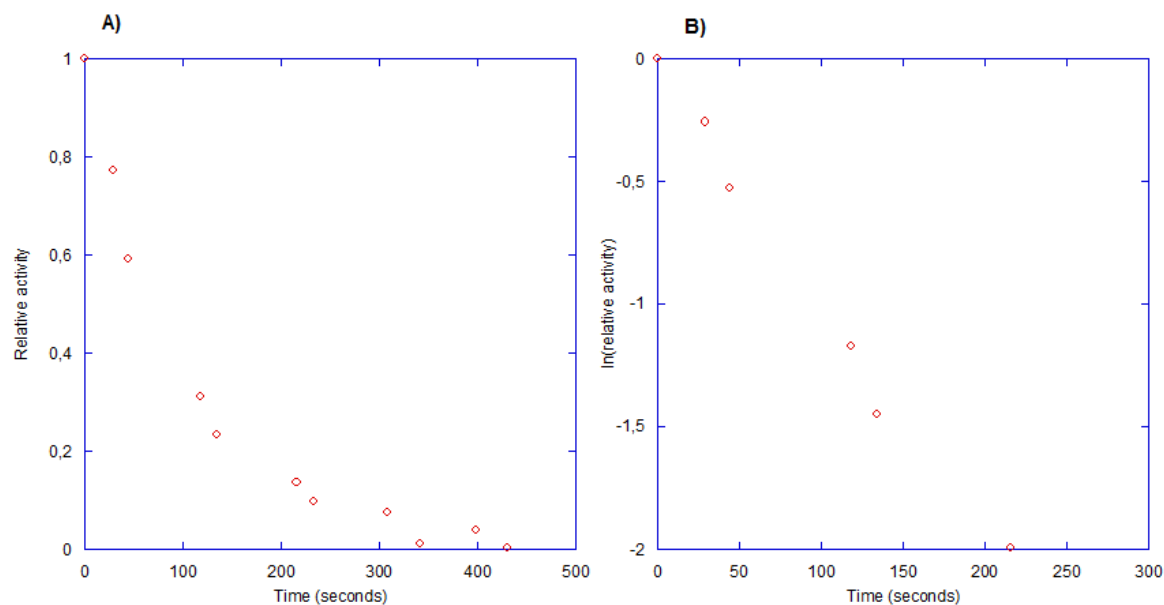 A)
1
0,8
0,6
0,4
0,2
0
Relative activity
0 100 200 300 400 500
Time (seconds)
B)
0
-0,5
-1
-1,5
-2
ln(relative activity)
0 50 100 150 200 250 300
Time (seconds)